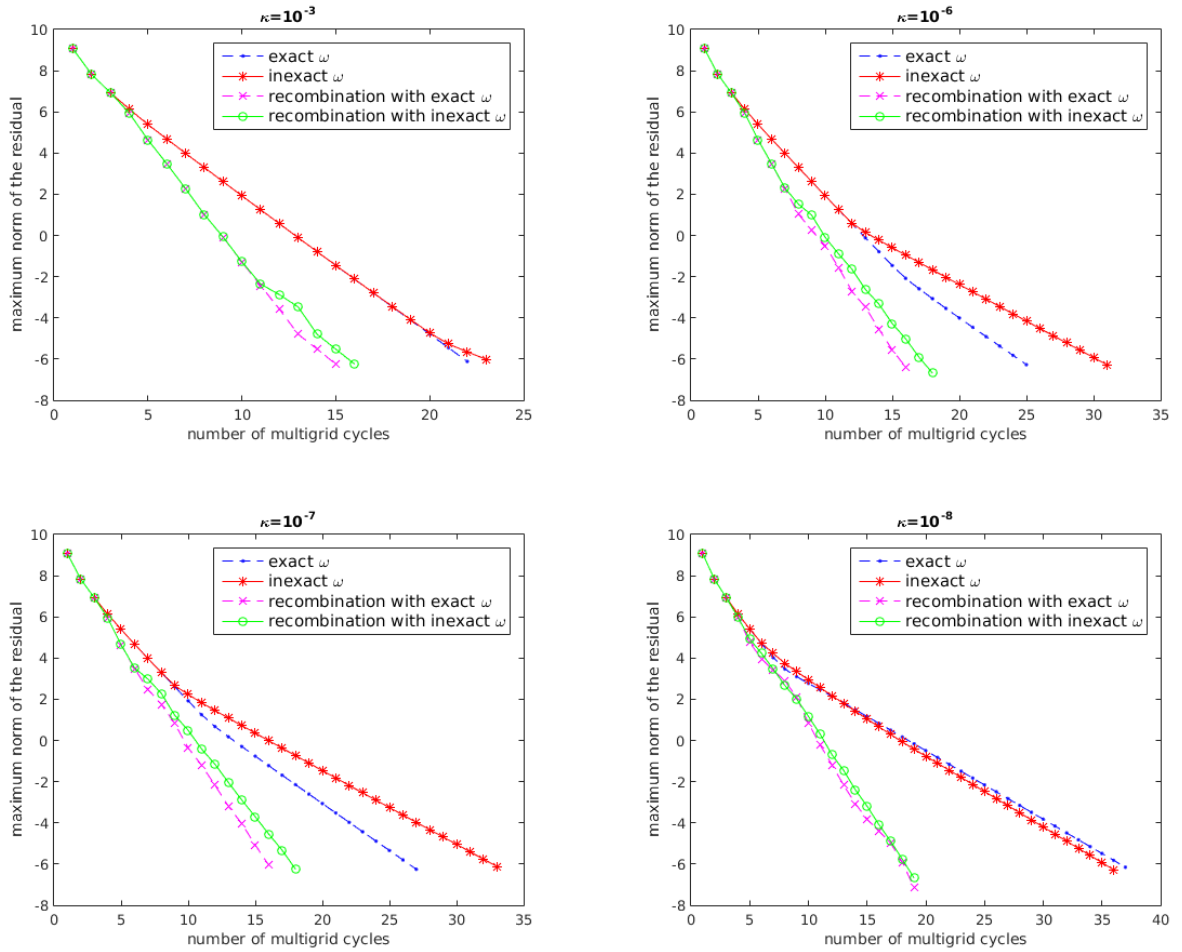 κ=10⁻³
10
8
6
4
2
0
-2
-4
-6
-8
maximum norm of the residual
exact ω
inexact ω
recombination with exact ω
recombination with inexact ω
0 5 10 15 20 25
number of multigrid cycles
κ=10⁻⁶
10
8
6
4
2
0
-2
-4
-6
-8
maximum norm of the residual
exact ω
inexact ω
recombination with exact ω
recombination with inexact ω
0 5 10 15 20 25 30 35
number of multigrid cycles
κ=10⁻⁷
10
8
6
4
2
0
-2
-4
-6
-8
maximum norm of the residual
exact ω
inexact ω
recombination with exact ω
recombination with inexact ω
0 5 10 15 20 25 30 35
number of multigrid cycles
κ=10⁻⁸
10
8
6
4
2
0
-2
-4
-6
-8
maximum norm of the residual
exact ω
inexact ω
recombination with exact ω
recombination with inexact ω
0 5 10 15 20 25 30 35 40
number of multigrid cycles